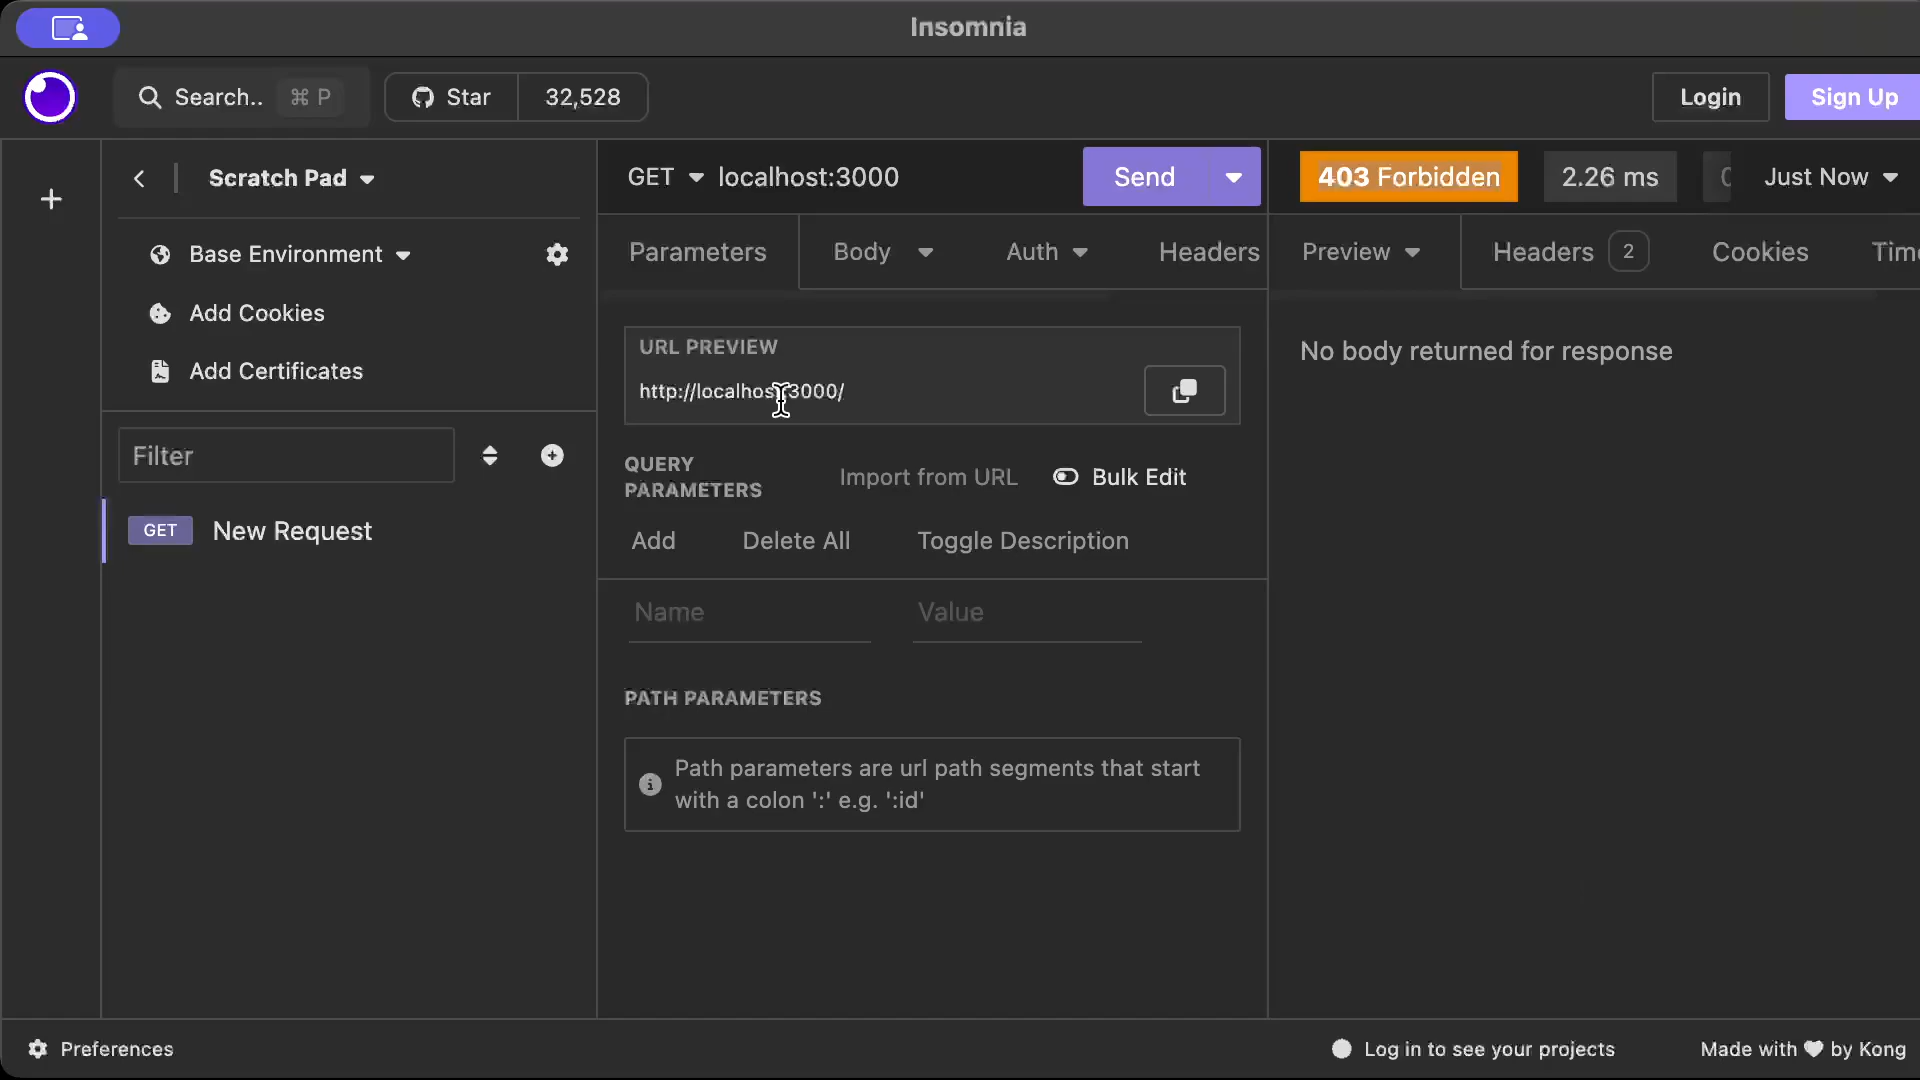 Insomnia
Search.. ⌘ P
Star 32,528
Login
Sign Up
Scratch Pad
Base Environment
Add Cookies
Add Certificates
Filter
GET New Request
GET localhost:3000
Send
Parameters Body Auth Headers
URL PREVIEW
http://localhost:3000/
QUERY
PARAMETERS
Import from URL
Bulk Edit
Add Delete All Toggle Description
Name Value
PATH PARAMETERS
Path parameters are url path segments that start
with a colon ':' e.g. ':id'
403 Forbidden 2.26 ms Just Now
Preview Headers 2 Cookies
No body returned for response
Preferences
Log in to see your projects
Made with ♥ by Kong